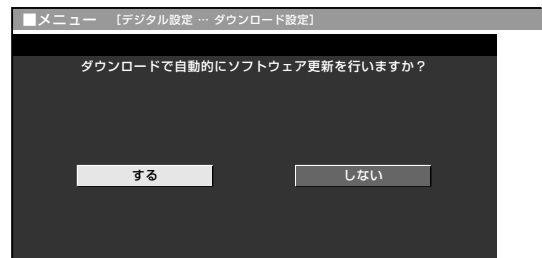 ■メニュー [デジタル設定 … ダウンロード設定]
ダウンロードで自動的にソフトウェア更新を行いますか？
する しない